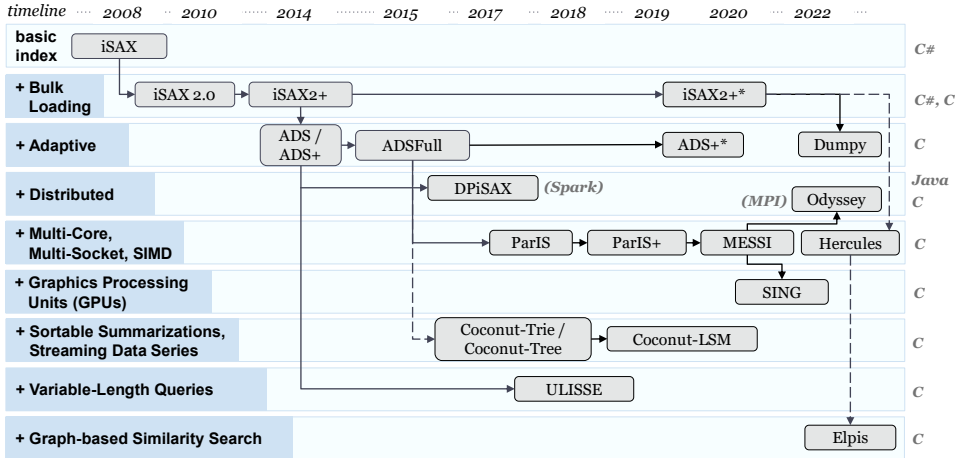 timeline ···· 2008 ···· 2010 ···· 2014 ···· 2015 ···· 2017 ···· 2018 ···· 2019 ···· 2020 ···· 2022 ····
basic
index
iSAX
C#
+ Bulk
Loading
iSAX 2.0
iSAX2+
iSAX2+*
C#, C
+ Adaptive
ADS /
ADS+
ADSFull
ADS+*
Dumpy
C
+ Distributed
DPiSAX
(Spark)
(MPI)
Odyssey
Java
C
+ Multi-Core,
Multi-Socket, SIMD
ParIS
ParIS+
MESSI
Hercules
C
+ Graphics Processing
Units (GPUs)
SING
C
+ Sortable Summarizations,
Streaming Data Series
Coconut-Trie /
Coconut-Tree
Coconut-LSM
C
+ Variable-Length Queries
ULISSE
C
+ Graph-based Similarity Search
Elpis
C